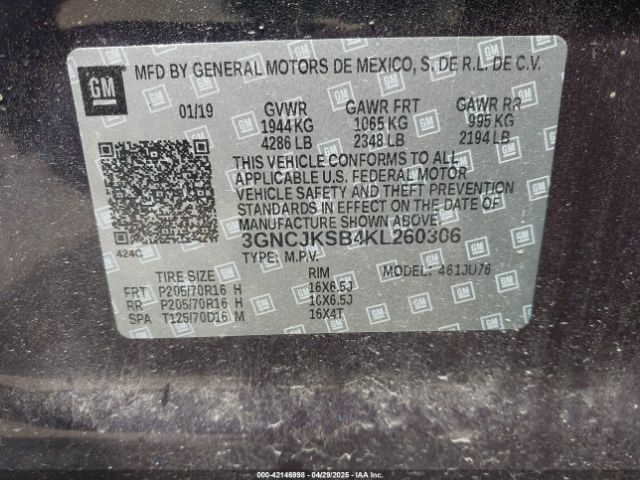 GM
MFD BY GENERAL MOTORS DE MEXICO, S. DE R.L. DE C.V.
01/19 GVWR GAWR FRT GAWR RR
1944 KG 1065 KG 995 KG
4286 LB 2348 LB 2194 LB
THIS VEHICLE CONFORMS TO ALL
APPLICABLE U.S. FEDERAL MOTOR
VEHICLE SAFETY AND THEFT PREVENTION
STANDARDS IN EFFECT ON THE DATE OF
MANUFACTURE SHOWN ABOVE.
424C 3GNCJKSB4KL260306
TYPE: M.P.V. MODEL: 461JU76
TIRE SIZE RIM
FRT P205/70R16 H 16X6.5J
RR P205/70R16 H 16X6.5J
SPA T125/70D16 M 16X4T
000-42146998 - 04/29/2025 - IAA Inc.